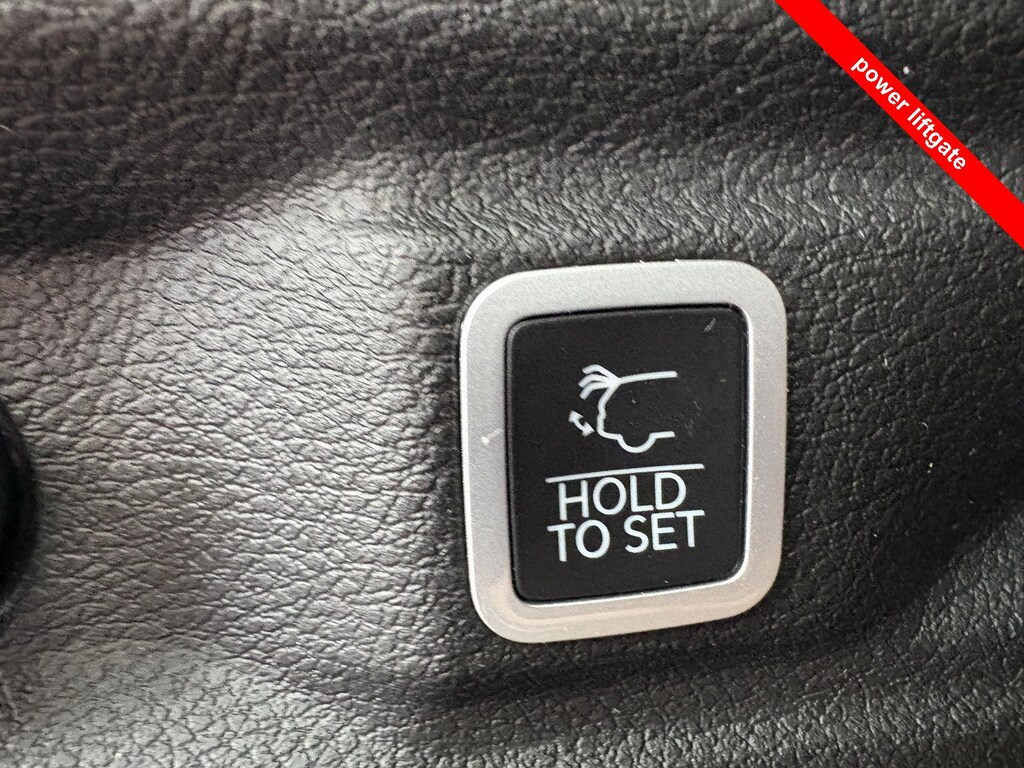 power liftgate
HOLD
TO SET